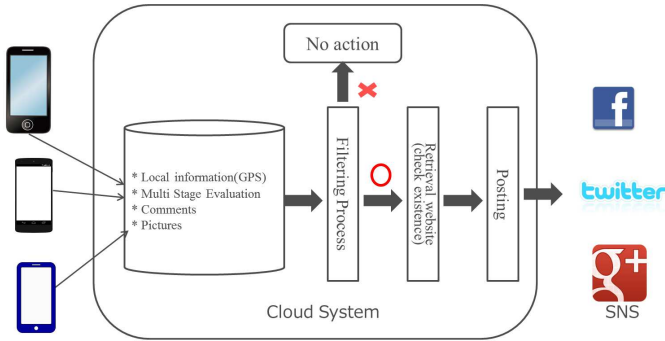 No action
* Local information(GPS)
* Multi Stage Evaluation
* Comments
* Pictures
Filtering Process
Retrieval website
(check existence)
Posting
Cloud System
f
twitter
g+
SNS